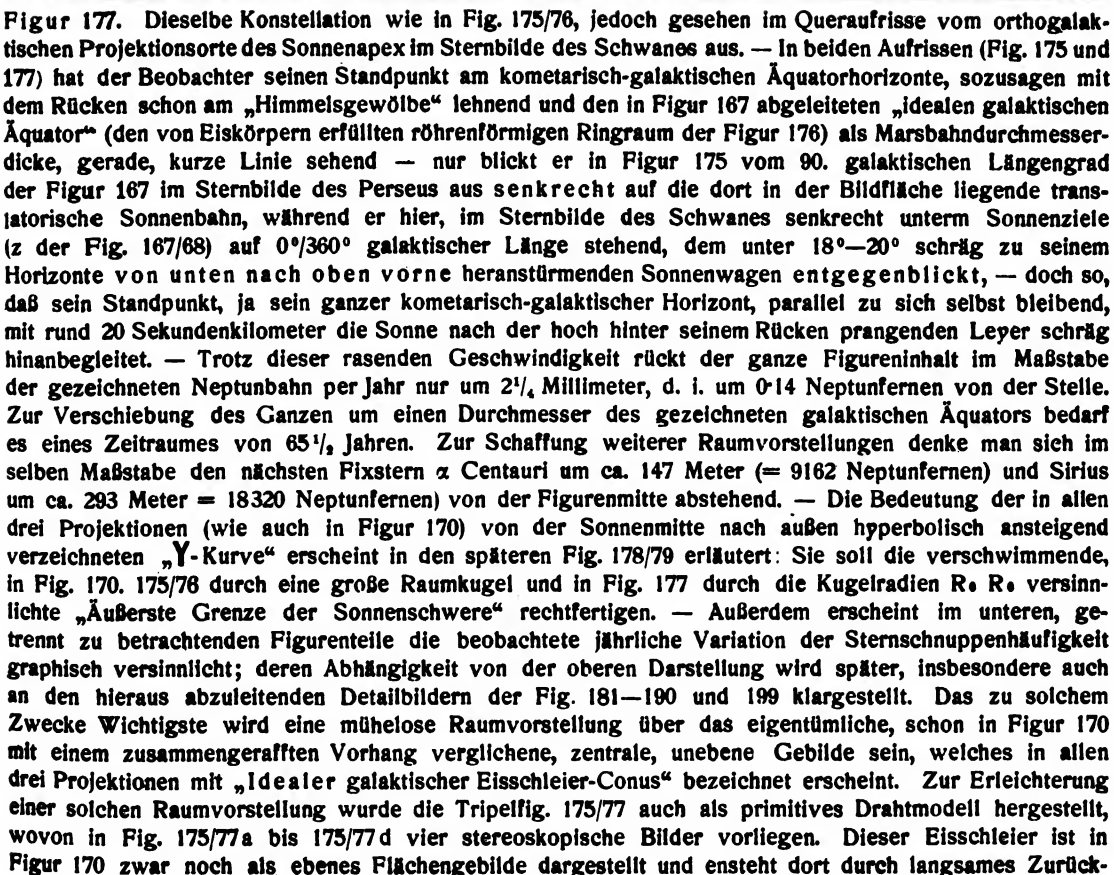 Figur 177. Dieselbe Konstellation wie in Fig. 175/76, jedoch gesehen im Queraufrisse vom orthogalak-
tischen Projektionsorte des Sonnenapex im Sternbilde des Schwanes aus. — In beiden Aufrissen (Fig. 175 und
177) hat der Beobachter seinen Standpunkt am kometarisch-galaktischen Äquatorhorizonte, sozusagen mit
dem Rücken schon am „Himmelsgewölbe“ lehnend und den in Figur 167 abgeleiteten „idealen galaktischen
Äquator“ (den von Eiskörpern erfüllten röhrenförmigen Ringraum der Figur 176) als Marsbahndurchmesser-
dicke, gerade, kurze Linie sehend — nur blickt er in Figur 175 vom 90. galaktischen Längengrad
der Figur 167 im Sternbilde des Perseus aus senkrecht auf die dort in der Bildfläche liegende trans-
latorische Sonnenbahn, während er hier, im Sternbilde des Schwanes senkrecht unterm Sonnenziele
(z der Fig. 167/68) auf 0°/360° galaktischer Länge stehend, dem unter 18°—20° schräg zu seinem
Horizonte von unten nach oben vorne heranstürmenden Sonnenwagen entgegenblickt, — doch so,
daß sein Standpunkt, ja sein ganzer kometarisch-galaktischer Horizont, parallel zu sich selbst bleibend,
mit rund 20 Sekundenkilometer die Sonne nach der hoch hinter seinem Rücken prangenden Leyer schräg
hinanbegleitet. — Trotz dieser rasenden Geschwindigkeit rückt der ganze Figureninhalt im Maßstabe
der gezeichneten Neptunbahn per Jahr nur um 2¹/₄ Millimeter, d. i. um 0·14 Neptunfernen von der Stelle.
Zur Verschiebung des Ganzen um einen Durchmesser des gezeichneten galaktischen Äquators bedarf
es eines Zeitraumes von 65¹/₂ Jahren. Zur Schaffung weiterer Raumvorstellungen denke man sich im
selben Maßstabe den nächsten Fixstern α Centauri um ca. 147 Meter (= 9162 Neptunfernen) und Sirius
um ca. 293 Meter = 18320 Neptunfernen) von der Figurenmitte abstehend. — Die Bedeutung der in allen
drei Projektionen (wie auch in Figur 170) von der Sonnenmitte nach außen hyperbolisch ansteigend
verzeichneten „Y-Kurve“ erscheint in den späteren Fig. 178/79 erläutert: Sie soll die verschwimmende,
in Fig. 170. 175/76 durch eine große Raumkugel und in Fig. 177 durch die Kugelradien R• R• versinn-
lichte „Äußerste Grenze der Sonnenschwere“ rechtfertigen. — Außerdem erscheint im unteren, ge-
trennt zu betrachtenden Figurenteile die beobachtete jährliche Variation der Sternschnuppenhäufigkeit
graphisch versinnlicht; deren Abhängigkeit von der oberen Darstellung wird später, insbesondere auch
an den hieraus abzuleitenden Detailbildern der Fig. 181—190 und 199 klargestellt. Das zu solchem
Zwecke Wichtigste wird eine mühelose Raumvorstellung über das eigentümliche, schon in Figur 170
mit einem zusammengerafften Vorhang verglichene, zentrale, unebene Gebilde sein, welches in allen
drei Projektionen mit „Idealer galaktischer Eisschleier-Conus“ bezeichnet erscheint. Zur Erleichterung
einer solchen Raumvorstellung wurde die Tripelfig. 175/77 auch als primitives Drahtmodell hergestellt,
wovon in Fig. 175/77a bis 175/77d vier stereoskopische Bilder vorliegen. Dieser Eisschleier ist in
Figur 170 zwar noch als ebenes Flächengebilde dargestellt und ensteht dort durch langsames Zurück-